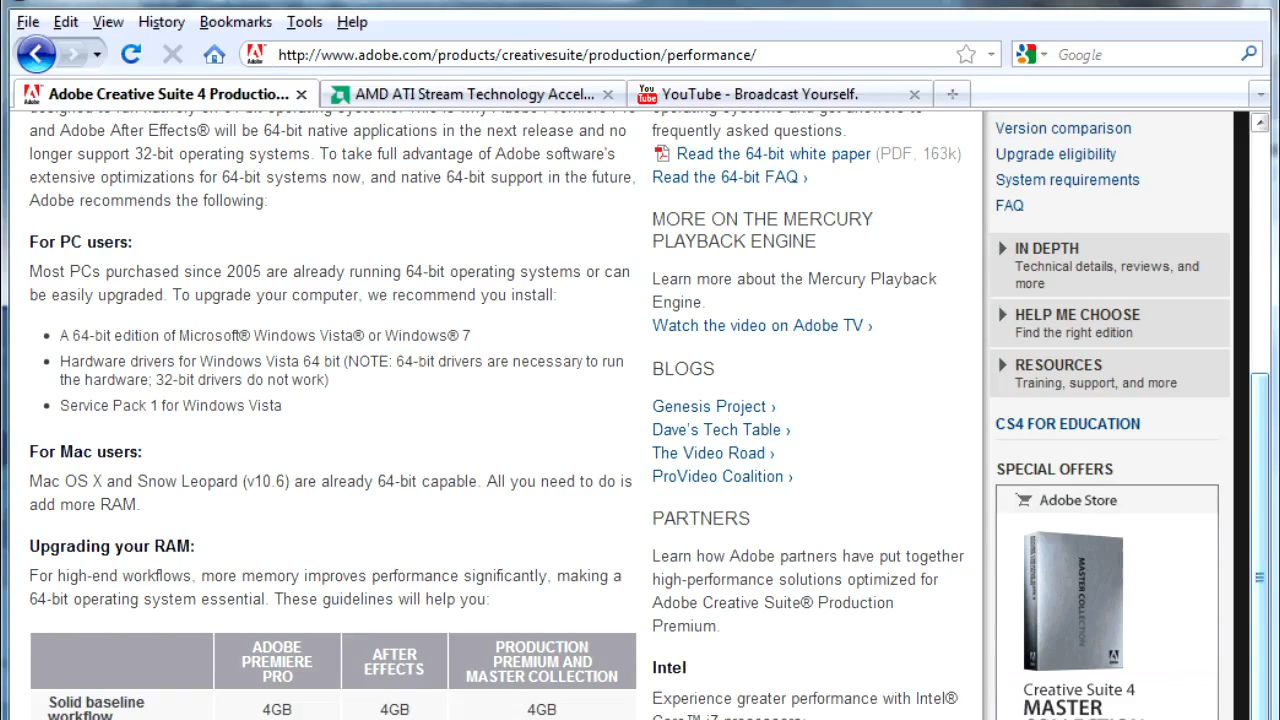 File Edit View History Bookmarks Tools Help
http://www.adobe.com/products/creativesuite/production/performance/
Google
Adobe Creative Suite 4 Productio...
AMD ATI Stream Technology Accel...
You Tube
YouTube - Broadcast Yourself.
and Adobe After Effects® will be 64-bit native applications in the next release and no
longer support 32-bit operating systems. To take full advantage of Adobe software's
extensive optimizations for 64-bit systems now, and native 64-bit support in the future,
Adobe recommends the following:
For PC users:
Most PCs purchased since 2005 are already running 64-bit operating systems or can
be easily upgraded. To upgrade your computer, we recommend you install:
• A 64-bit edition of Microsoft® Windows Vista® or Windows® 7
• Hardware drivers for Windows Vista 64 bit (NOTE: 64-bit drivers are necessary to run
the hardware; 32-bit drivers do not work)
• Service Pack 1 for Windows Vista
For Mac users:
Mac OS X and Snow Leopard (v10.6) are already 64-bit capable. All you need to do is
add more RAM.
Upgrading your RAM:
For high-end workflows, more memory improves performance significantly, making a
64-bit operating system essential. These guidelines will help you:
ADOBE
PREMIERE
PRO
AFTER
EFFECTS
PRODUCTION
PREMIUM AND
MASTER COLLECTION
Solid baseline
workflow
4GB
4GB
4GB
operating systems and get answers to
frequently asked questions.
Read the 64-bit white paper (PDF, 163k)
Read the 64-bit FAQ ›
MORE ON THE MERCURY
PLAYBACK ENGINE
Learn more about the Mercury Playback
Engine.
Watch the video on Adobe TV ›
BLOGS
Genesis Project ›
Dave's Tech Table ›
The Video Road ›
ProVideo Coalition ›
PARTNERS
Learn how Adobe partners have put together
high-performance solutions optimized for
Adobe Creative Suite® Production
Premium.
Intel
Experience greater performance with Intel®
Version comparison
Upgrade eligibility
System requirements
FAQ
IN DEPTH
Technical details, reviews, and
more
HELP ME CHOOSE
Find the right edition
RESOURCES
Training, support, and more
CS4 FOR EDUCATION
SPECIAL OFFERS
Adobe Store
MASTER COLLECTION
Creative Suite 4
MASTER